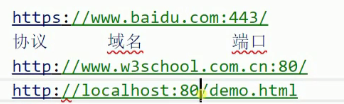 https://www.baidu.com:443/
协议 域名 端口
http://www.w3school.com.cn:80/
http://localhost:80/demo.html